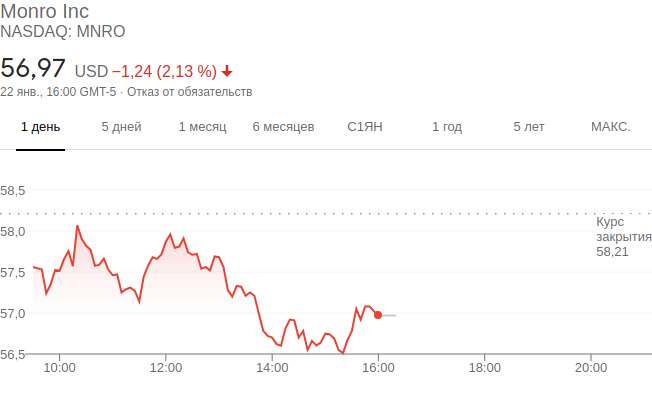 Monro Inc
NASDAQ: MNRO
56,97 USD −1,24 (2,13 %)
22 янв., 16:00 GMT-5 · Отказ от обязательств
1 день 5 дней 1 месяц 6 месяцев С1ЯН 1 год 5 лет МАКС.
58,5
58,0
57,5
57,0
56,5
Курс
закрытия
58,21
10:00 12:00 14:00 16:00 18:00 20:00